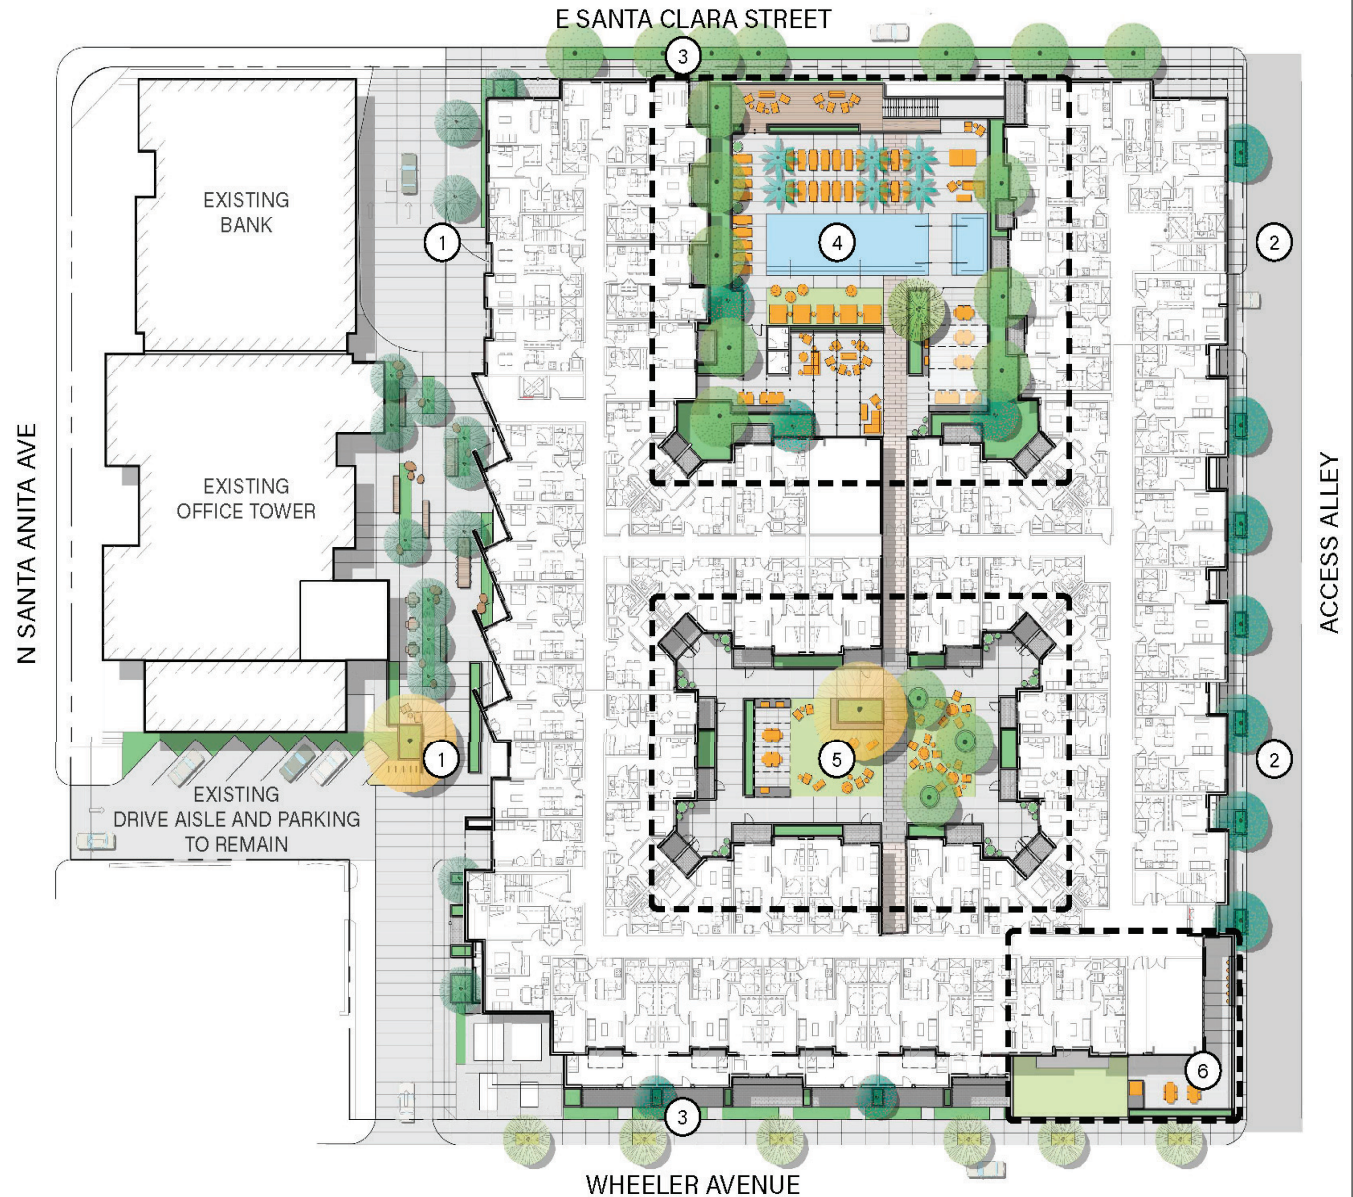 E SANTA CLARA STREET
3
EXISTING
BANK
1
4
2
N SANTA ANITA AVE
EXISTING
OFFICE TOWER
ACCESS ALLEY
1
5
2
EXISTING
DRIVE AISLE AND PARKING
TO REMAIN
6
3
WHEELER AVENUE